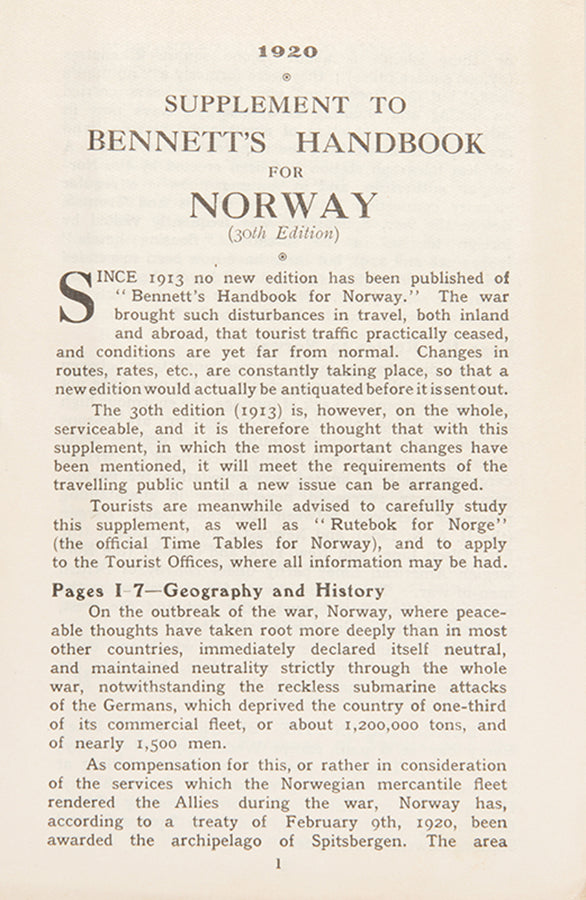 1920
SUPPLEMENT TO
BENNETT'S HANDBOOK
FOR
NORWAY
(30th Edition)
SINCE 1913 no new edition has been published of
"Bennett's Handbook for Norway." The war
brought such disturbances in travel, both inland
and abroad, that tourist traffic practically ceased,
and conditions are yet far from normal. Changes in
routes, rates, etc., are constantly taking place, so that a
new edition would actually be antiquated before it is sent out.
The 30th edition (1913) is, however, on the whole,
serviceable, and it is therefore thought that with this
supplement, in which the most important changes have
been mentioned, it will meet the requirements of the
travelling public until a new issue can be arranged.
Tourists are meanwhile advised to carefully study
this supplement, as well as "Rutebok for Norge"
(the official Time Tables for Norway), and to apply
to the Tourist Offices, where all information may be had.
Pages 1-7—Geography and History
On the outbreak of the war, Norway, where peace-
able thoughts have taken root more deeply than in most
other countries, immediately declared itself neutral,
and maintained neutrality strictly through the whole
war, notwithstanding the reckless submarine attacks
of the Germans, which deprived the country of one-third
of its commercial fleet, or about 1,200,000 tons, and
of nearly 1,500 men.
As compensation for this, or rather in consideration
of the services which the Norwegian mercantile fleet
rendered the Allies during the war, Norway has,
according to a treaty of February 9th, 1920, been
awarded the archipelago of Spitsbergen. The area
1